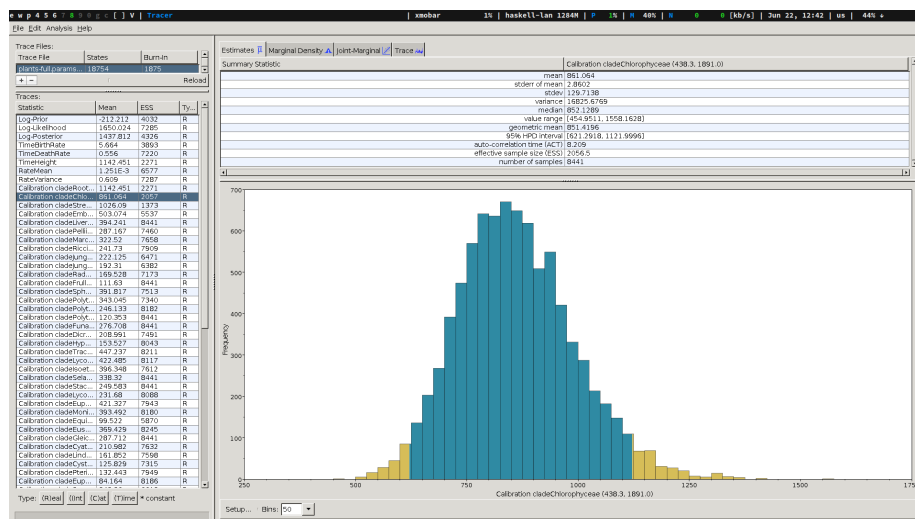 e w p 4 5 6 7 8 9 0 g c [ ] V | Tracer | xmobar 1% | haskell-lan 1284M | P 1% | M 40% | N 0 0 [kb/s] | Jun 22, 12:42 | us | 44% ↓
File Edit Analysis Help
Trace Files:
Trace File States Burn-In
plants-full.params... 18754 1875
+ - Reload
Traces:
Statistic Mean ESS Ty...
Log-Prior -212.212 4032 R
Log-Likelihood 1650.024 7285 R
Log-Posterior 1437.812 4326 R
TimeBirthRate 5.664 3893 R
TimeDeathRate 0.556 7220 R
TimeHeight 1142.451 2271 R
RateMean 1.251E-3 6577 R
RateVariance 0.609 7287 R
Calibration cladeRoot... 1142.451 2271 R
Calibration cladeChlo... 861.064 2057 R
Calibration cladeStre... 1026.09 1373 R
Calibration cladeEmb... 503.074 5537 R
Calibration cladeLiver... 394.241 8441 R
Calibration cladePelli... 287.167 7460 R
Calibration cladeMarc... 322.52 7658 R
Calibration cladeRicci... 241.73 7909 R
Calibration cladeJung... 222.125 6471 R
Calibration cladeJung... 192.31 6382 R
Calibration cladeRad... 169.528 7173 R
Calibration cladeFrull... 111.63 8441 R
Calibration cladeSph... 391.817 7513 R
Calibration cladePolyt... 343.045 7340 R
Calibration cladePolyt... 246.133 8182 R
Calibration cladePolyt... 120.353 8441 R
Calibration cladeFuna... 276.708 8441 R
Calibration cladeDicr... 208.991 7491 R
Calibration cladeHyp... 153.527 8043 R
Calibration cladeTrac... 447.237 8211 R
Calibration cladeLyco... 422.485 8117 R
Calibration cladeIsoet... 396.348 7612 R
Calibration cladeSela... 338.32 8441 R
Calibration cladeStac... 249.583 8441 R
Calibration cladeLyco... 231.68 8088 R
Calibration cladeEup... 421.327 7943 R
Calibration cladeMoni... 393.492 8180 R
Calibration cladeEqui... 99.522 5870 R
Calibration cladeEus... 369.429 8245 R
Calibration cladeGleic... 287.712 8441 R
Calibration cladeCyat... 210.982 7632 R
Calibration cladeLind... 161.852 7598 R
Calibration cladeCyst... 125.829 7315 R
Calibration cladePteri... 132.443 7949 R
Calibration cladeEup... 84.164 8186 R
Type: (R)eal (I)nt (C)at (T)ime * constant
Estimates Marginal Density Joint-Marginal Trace
Summary Statistic Calibration cladeChlorophyceae (438.3, 1891.0)
mean 861.064
stderr of mean 2.8602
stdev 129.7138
variance 16825.6769
median 852.1289
value range [454.9511, 1558.1628]
geometric mean 851.4196
95% HPD interval [621.2918, 1121.9996]
auto-correlation time (ACT) 8.209
effective sample size (ESS) 2056.5
number of samples 8441
700
600
500
400
300
200
100
0
Frequency
250 500 750 1000 1250 1500 175
Calibration cladeChlorophyceae (438.3, 1891.0)
Setup... Bins: 50